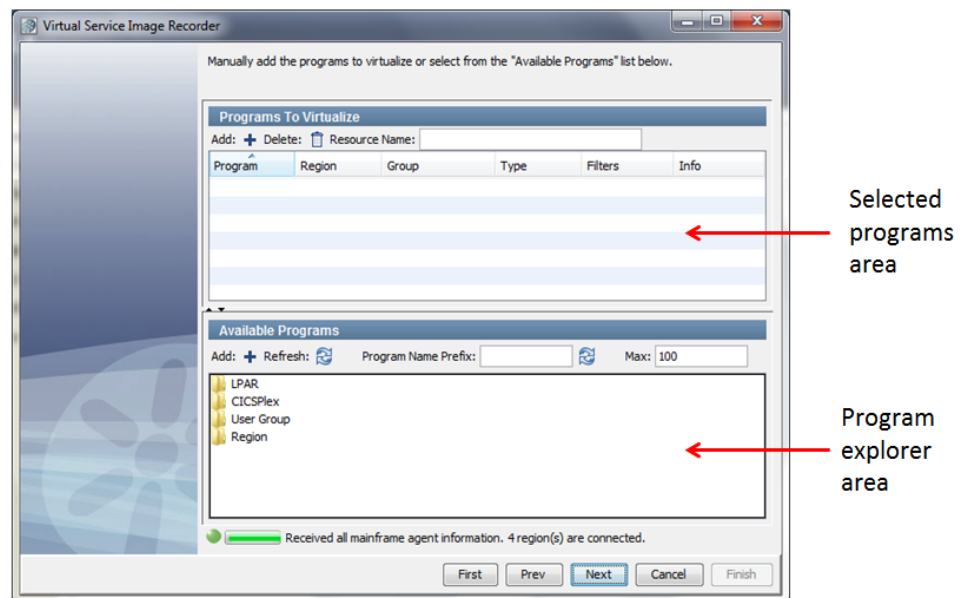 Virtual Service Image Recorder
Manually add the programs to virtualize or select from the "Available Programs" list below.
Programs To Virtualize
Add: Delete: Resource Name:
Program Region Group Type Filters Info
Selected
programs
area
Available Programs
Add: Refresh: Program Name Prefix: Max: 100
LPAR
CICSPlex
User Group
Region
Program
explorer
area
Received all mainframe agent information. 4 region(s) are connected.
First Prev Next Cancel Finish